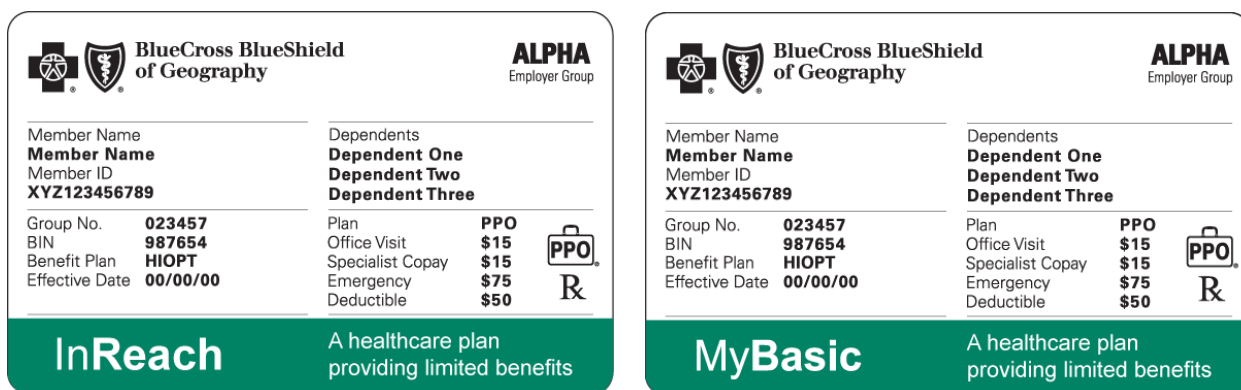 BlueCross BlueShield
of Geography
ALPHA
Employer Group
Member Name
Member Name
Member ID
XYZ123456789
Dependents
Dependent One
Dependent Two
Dependent Three
Group No. 023457
BIN 987654
Benefit Plan HIOPT
Effective Date 00/00/00
Plan PPO
Office Visit $15
Specialist Copay $15
Emergency $75
Deductible $50
PPO
®
Rx
InReach
A healthcare plan
providing limited benefits
BlueCross BlueShield
of Geography
ALPHA
Employer Group
Member Name
Member Name
Member ID
XYZ123456789
Dependents
Dependent One
Dependent Two
Dependent Three
Group No. 023457
BIN 987654
Benefit Plan HIOPT
Effective Date 00/00/00
Plan PPO
Office Visit $15
Specialist Copay $15
Emergency $75
Deductible $50
PPO
®
Rx
MyBasic
A healthcare plan
providing limited benefits